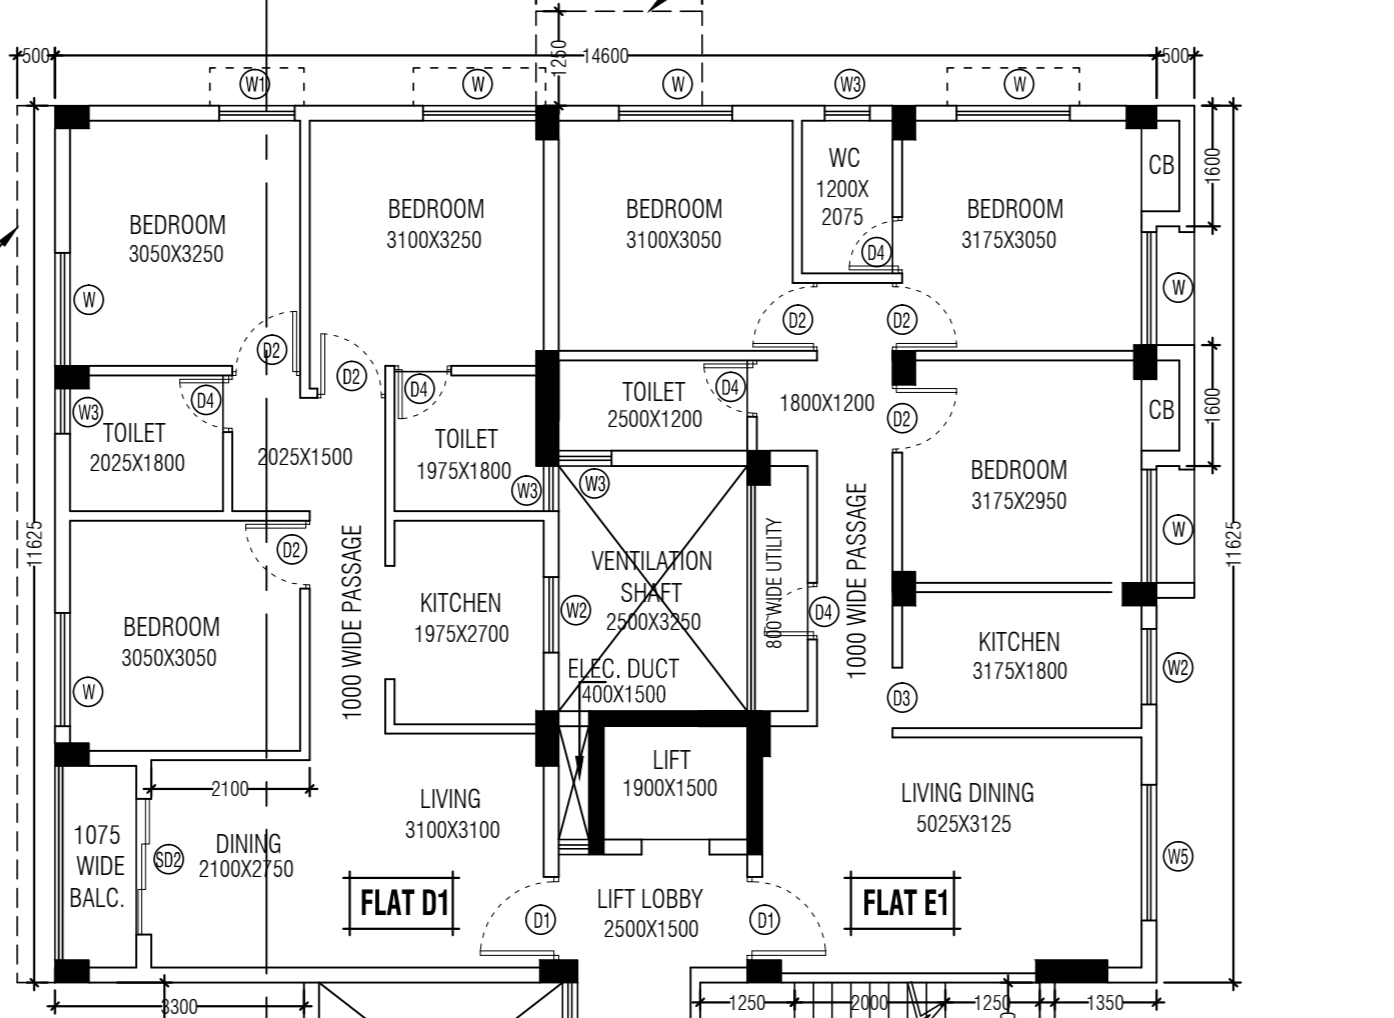 500
14600
500
1250
W1
W
W
W3
W
WC
1200X
2075
CB
1600
BEDROOM
3050X3250
BEDROOM
3100X3250
BEDROOM
3100X3050
BEDROOM
3175X3050
D4
W
W
D2
D2
D2
D2
D4
D4
D4
W3
TOILET
2025X1800
2025X1500
TOILET
1975X1800
TOILET
2500X1200
1800X1200
D2
CB
1600
W3
W3
BEDROOM
3175X2950
11625
D2
1000 WIDE PASSAGE
VENTILATION
SHAFT
2500X3250
800 WIDE UTILITY
1000 WIDE PASSAGE
W
11625
BEDROOM
3050X3050
KITCHEN
1975X2700
W2
D4
KITCHEN
3175X1800
W2
W
ELEC. DUCT
400X1500
D3
2100
LIFT
1900X1500
LIVING
3100X3100
LIVING DINING
5025X3125
1075
WIDE
BALC.
SD2
DINING
2100X2750
W5
FLAT D1
LIFT LOBBY
2500X1500
FLAT E1
D1
D1
3300
1250
2000
1250
1350